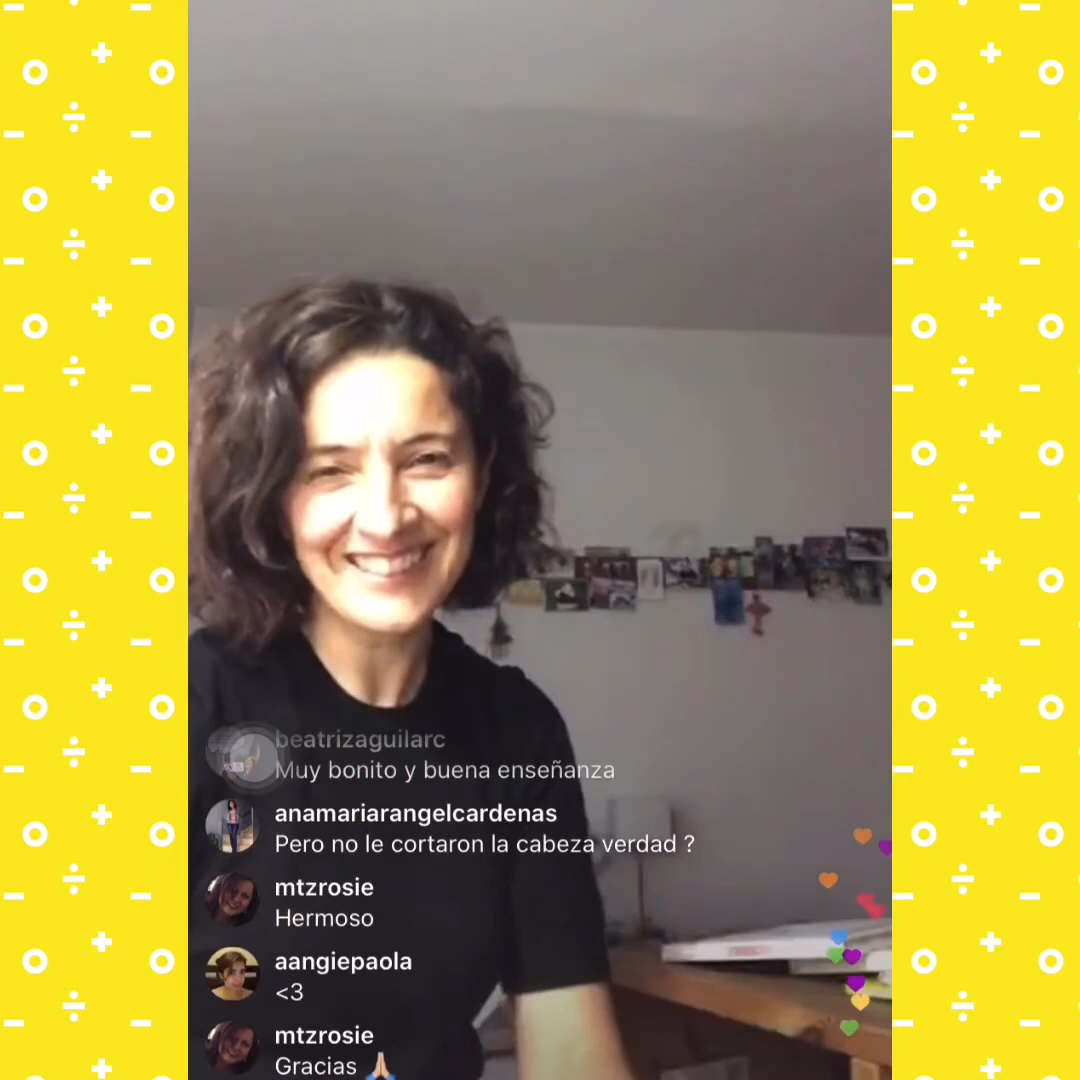 beatrizaguilarc
Muy bonito y buena enseñanza
anamariarangelcardenas
Pero no le cortaron la cabeza verdad ?
mtzrosie
Hermoso
aangiepaola
<3
mtzrosie
Gracias 🙏🏼